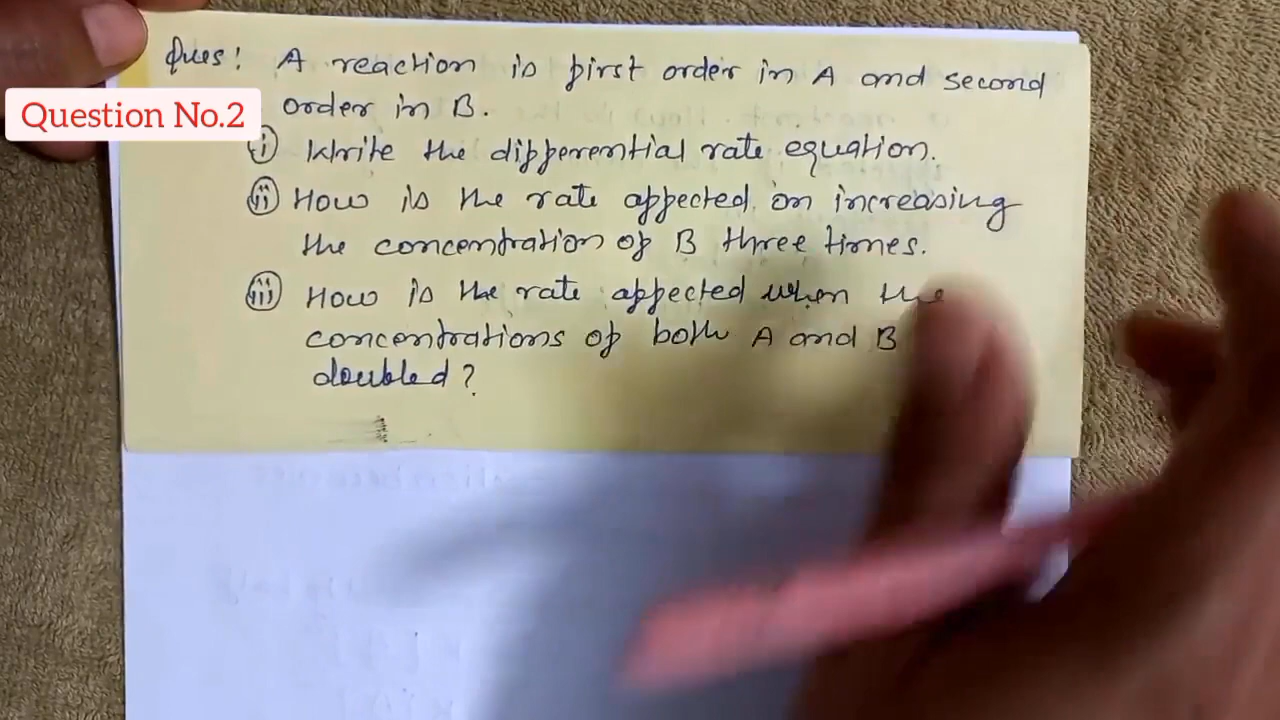 Ques: A reaction is first order in A and second
order in B.
Question No.2
(i) Write the differential rate equation.
(ii) How is the rate affected on increasing
the concentration of B three times.
(iii) How is the rate affected when the
concentrations of both A and B
doubled?